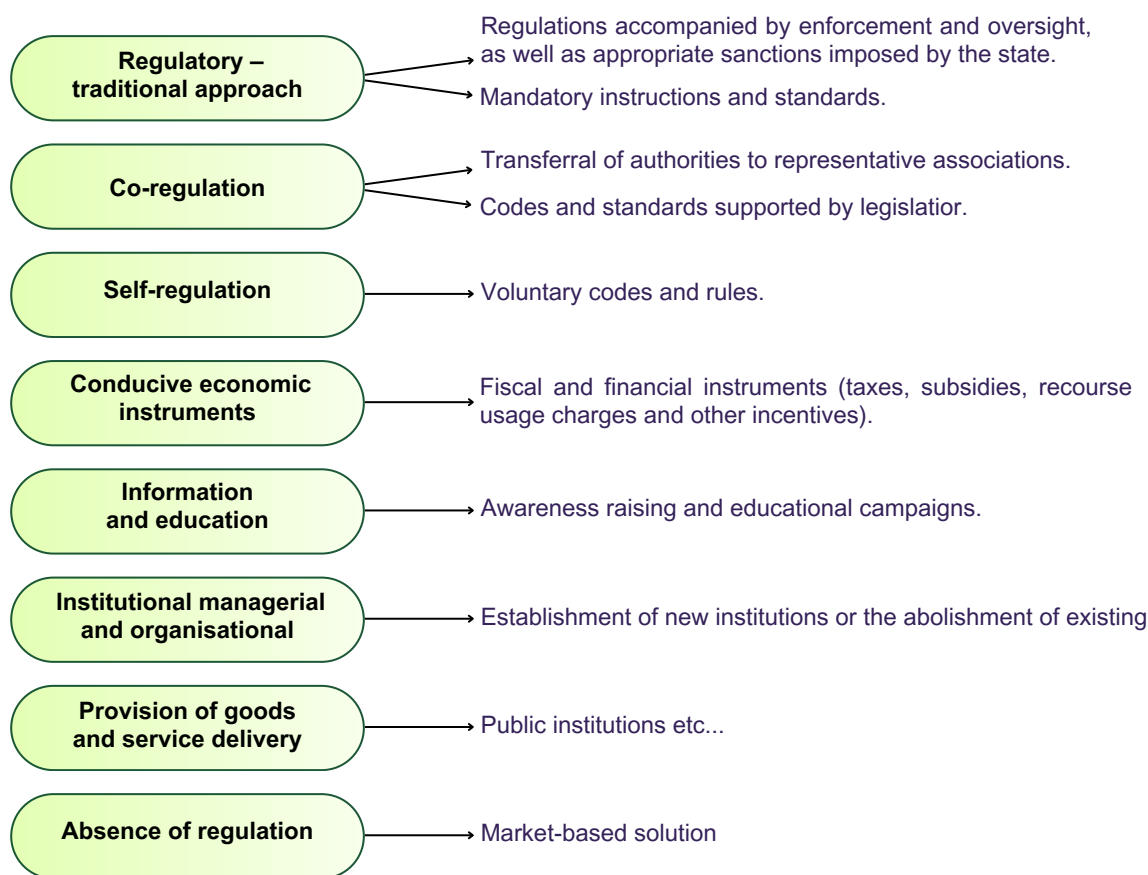 Regulatory –
traditional approach
Regulations accompanied by enforcement and oversight,
as well as appropriate sanctions imposed by the state.
Mandatory instructions and standards.
Co-regulation
Transferral of authorities to representative associations.
Codes and standards supported by legislatior.
Self-regulation
Voluntary codes and rules.
Conducive economic
instruments
Fiscal and financial instruments (taxes, subsidies, recourse
usage charges and other incentives).
Information
and education
Awareness raising and educational campaigns.
Institutional managerial
and organisational
Establishment of new institutions or the abolishment of existing
Provision of goods
and service delivery
Public institutions etc...
Absence of regulation
Market-based solution